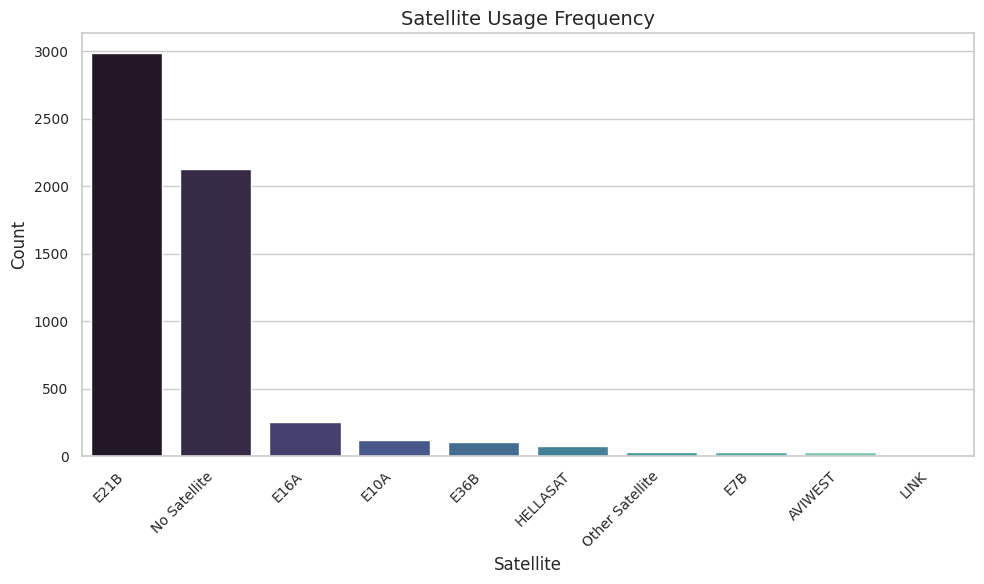 Satellite Usage Frequency
Count
3000
2500
2000
1500
1000
500
0
E21B
No Satellite
E16A
E10A
E36B
HELLASAT
Other Satellite
E7B
AVIWEST
LINK
Satellite